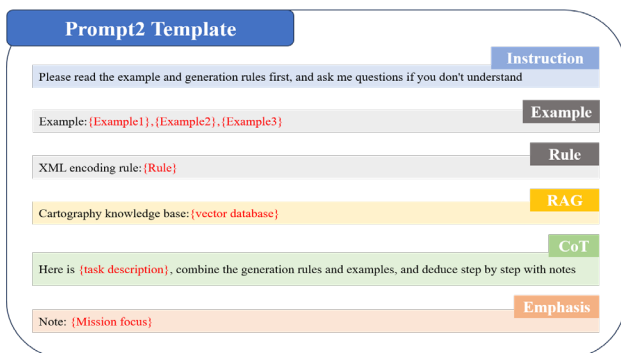 Prompt2 Template
Instruction
Please read the example and generation rules first, and ask me questions if you don't understand
Example
Example:{Example1},{Example2},{Example3}
Rule
XML encoding rule:{Rule}
RAG
Cartography knowledge base:{vector database}
CoT
Here is {task description}, combine the generation rules and examples, and deduce step by step with notes
Emphasis
Note: {Mission focus}